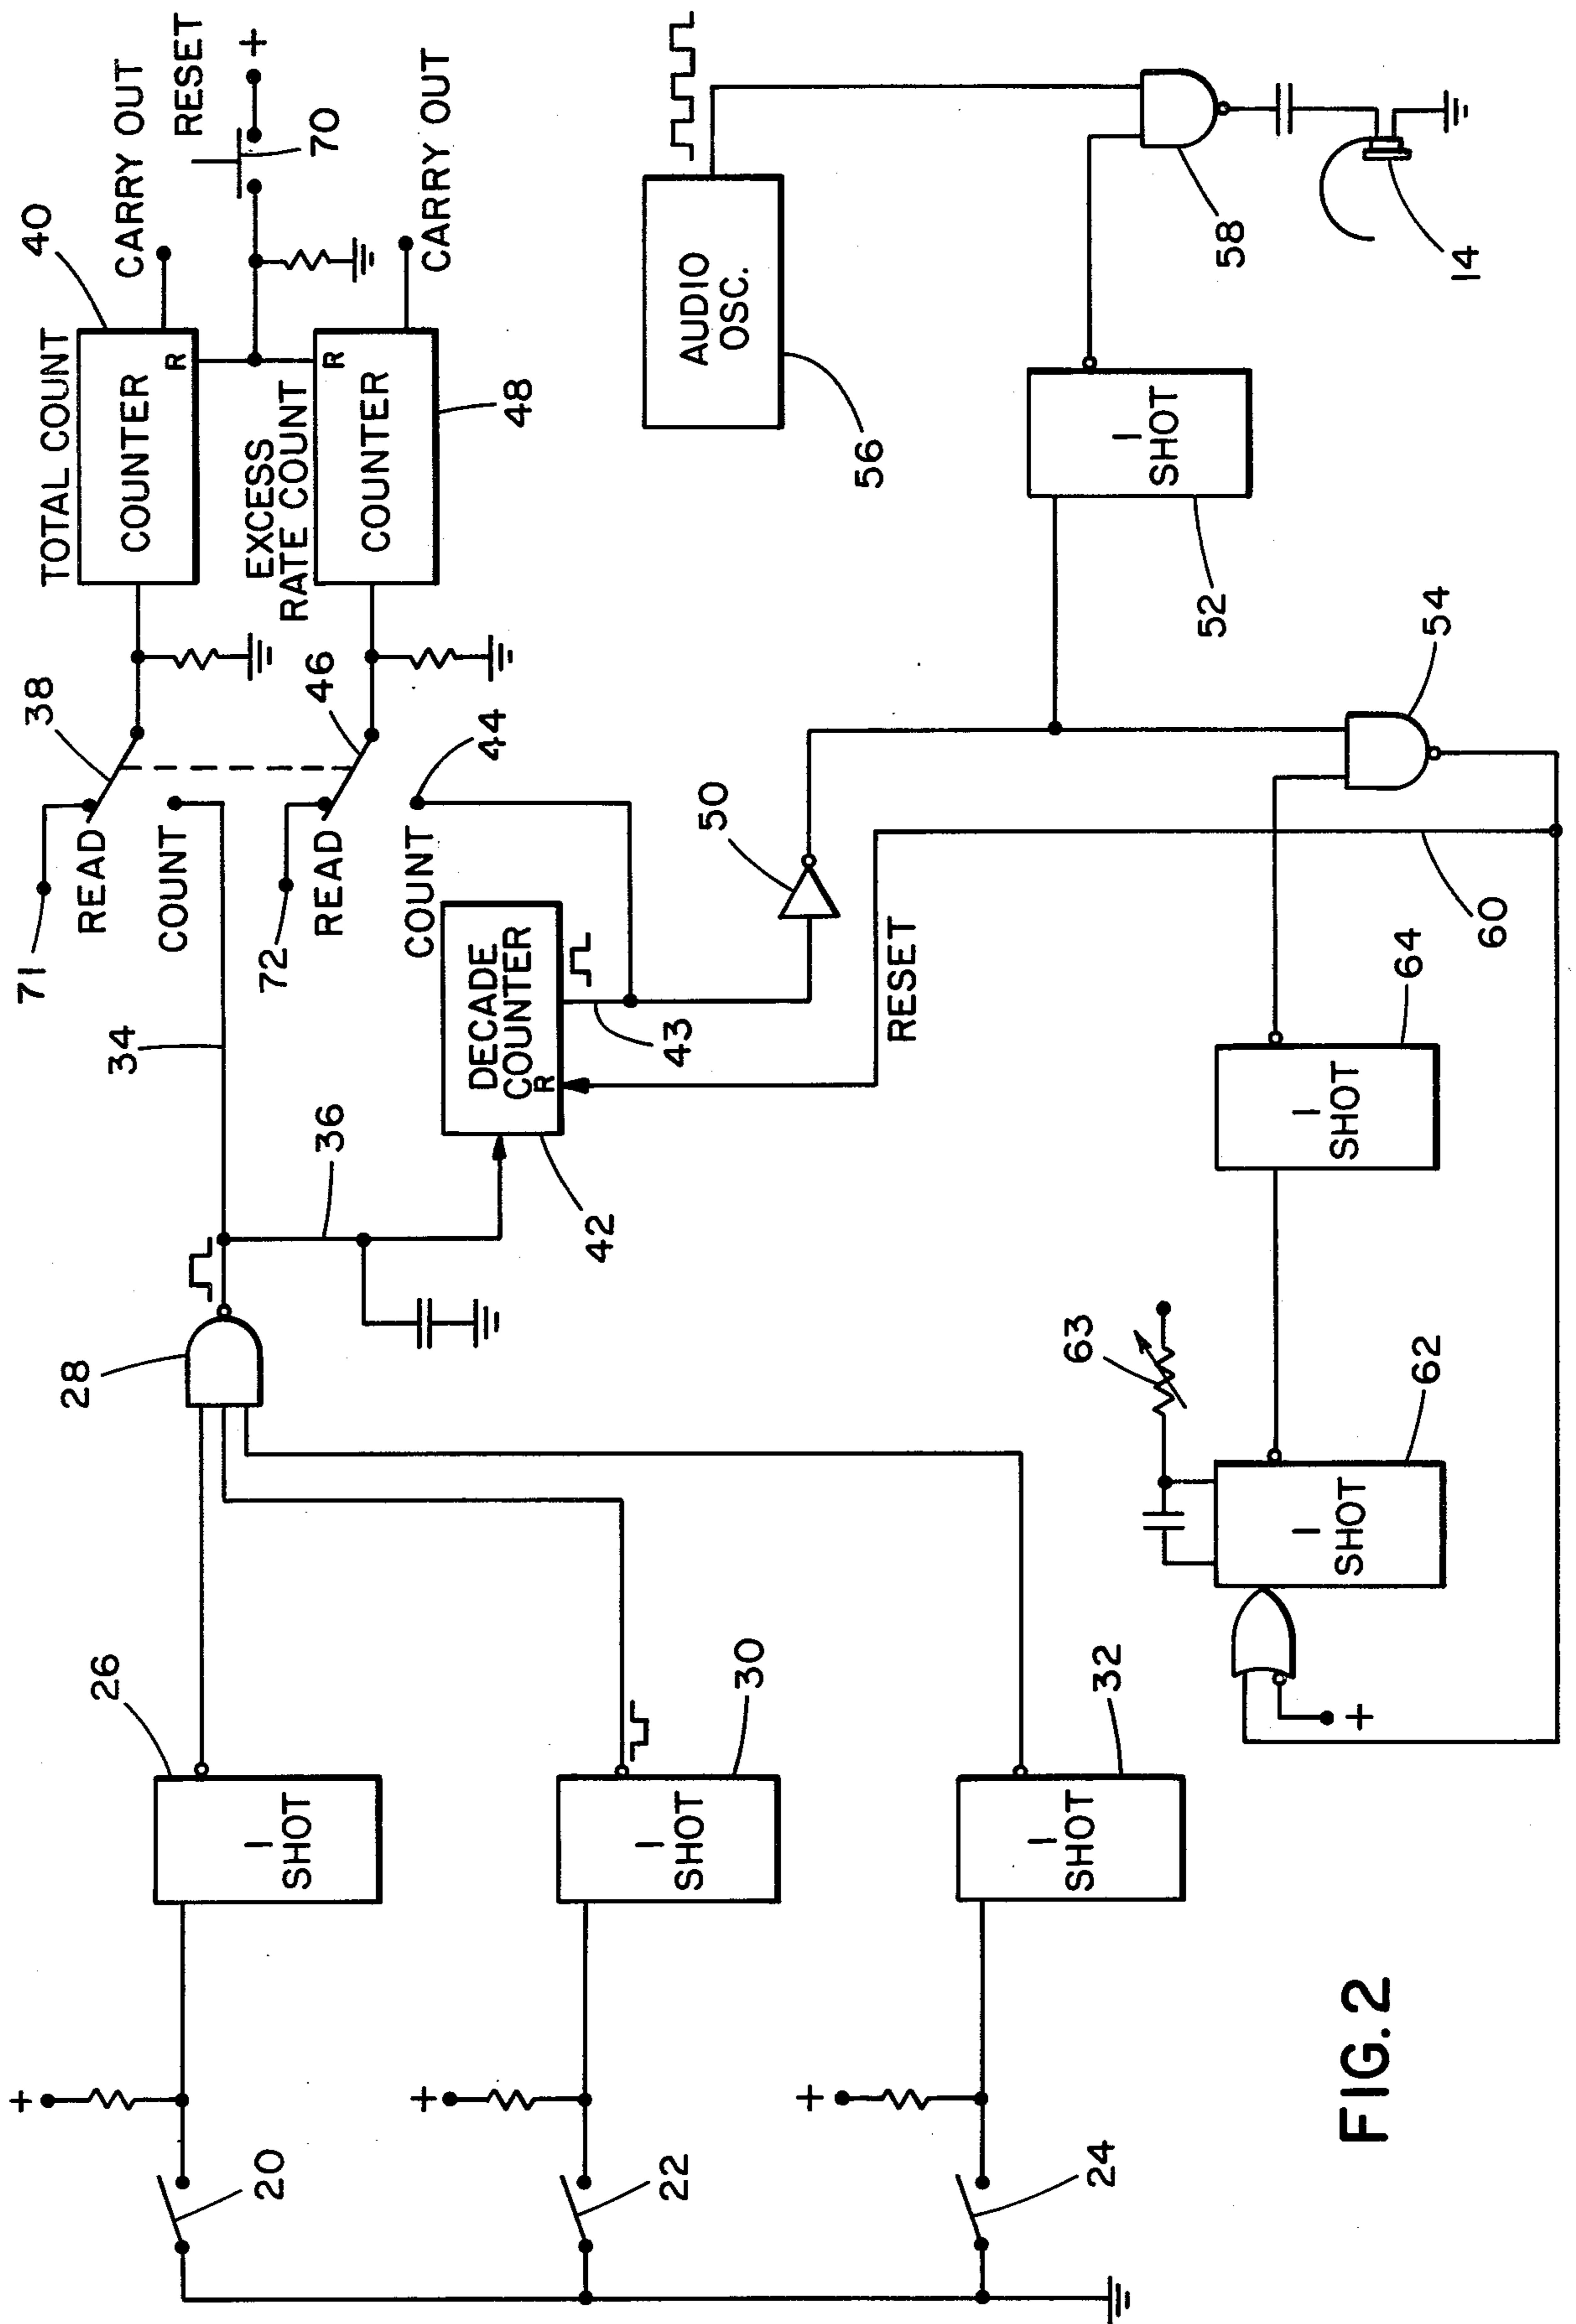 TOTAL COUNT
40
CARRY OUT
RESET
+
70
COUNTER
R
38
71
READ
COUNT
34
EXCESS
RATE COUNT
COUNTER
R
48
CARRY OUT
46
72
READ
COUNT
44
28
36
DECADE
COUNTER
R
42
43
50
RESET
AUDIO
OSC.
56
1
SHOT
52
58
14
54
60
+
20
1
SHOT
26
+
22
1
SHOT
30
+
24
1
SHOT
32
63
1
SHOT
62
+
1
SHOT
64
FIG. 2